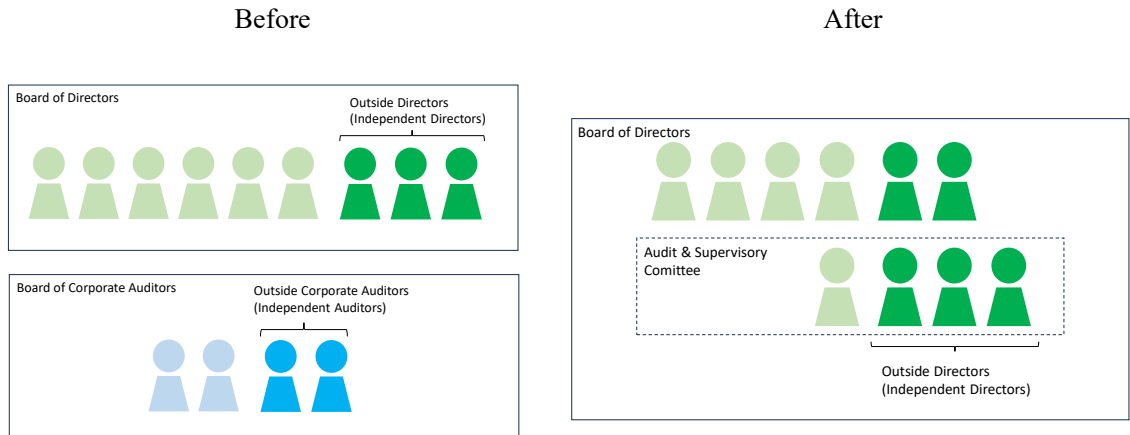 Before
After
Board of Directors
Outside Directors
(Independent Directors)
Board of Corporate Auditors
Outside Corporate Auditors
(Independent Auditors)
Board of Directors
Audit & Supervisory
Comittee
Outside Directors
(Independent Directors)